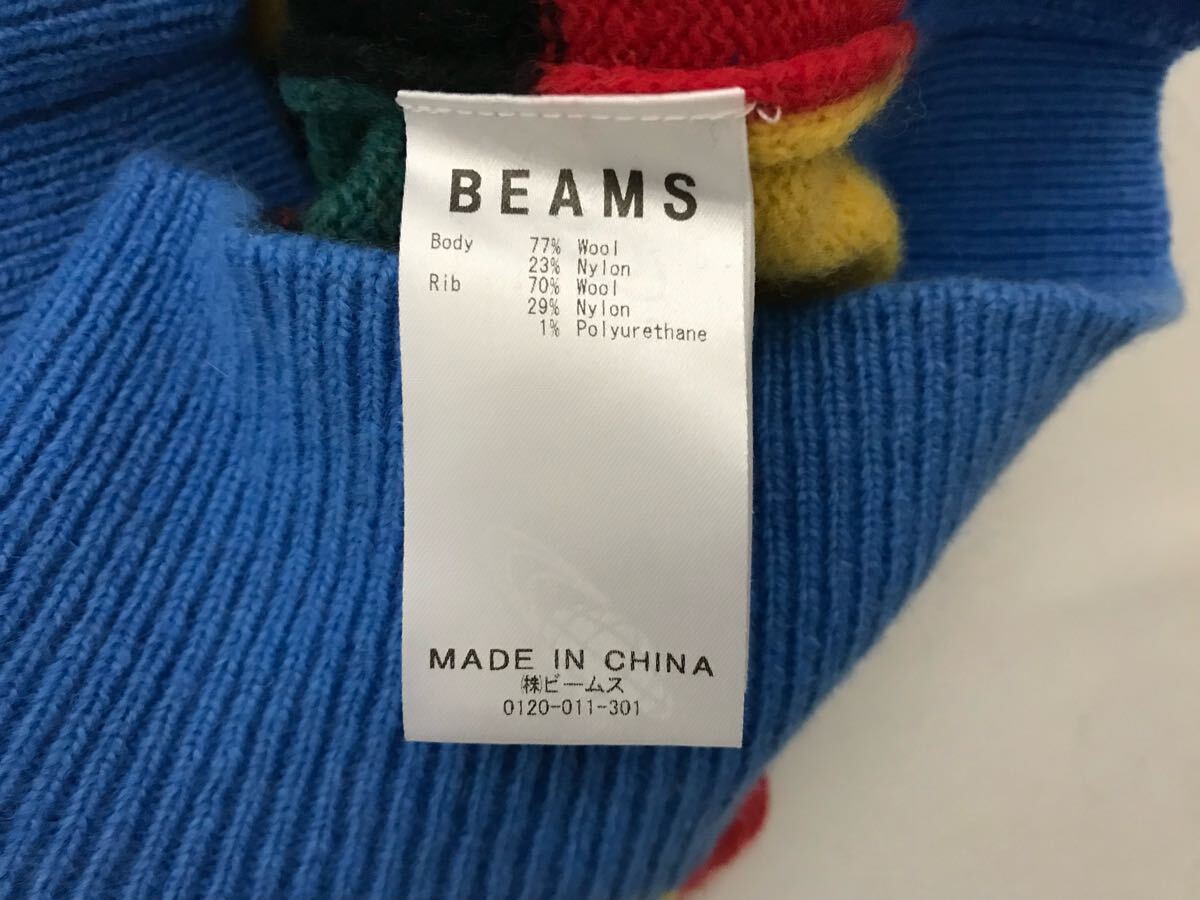 BEAMS
Body 77% Wool
23% Nylon
Rib 70% Wool
29% Nylon
1% Polyurethane
MADE IN CHINA
㈱ビームス
0120-011-301